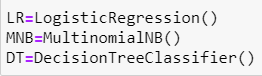 LR=LogisticRegression()
MNB=MultinomialNB()
DT=DecisionTreeClassifier()